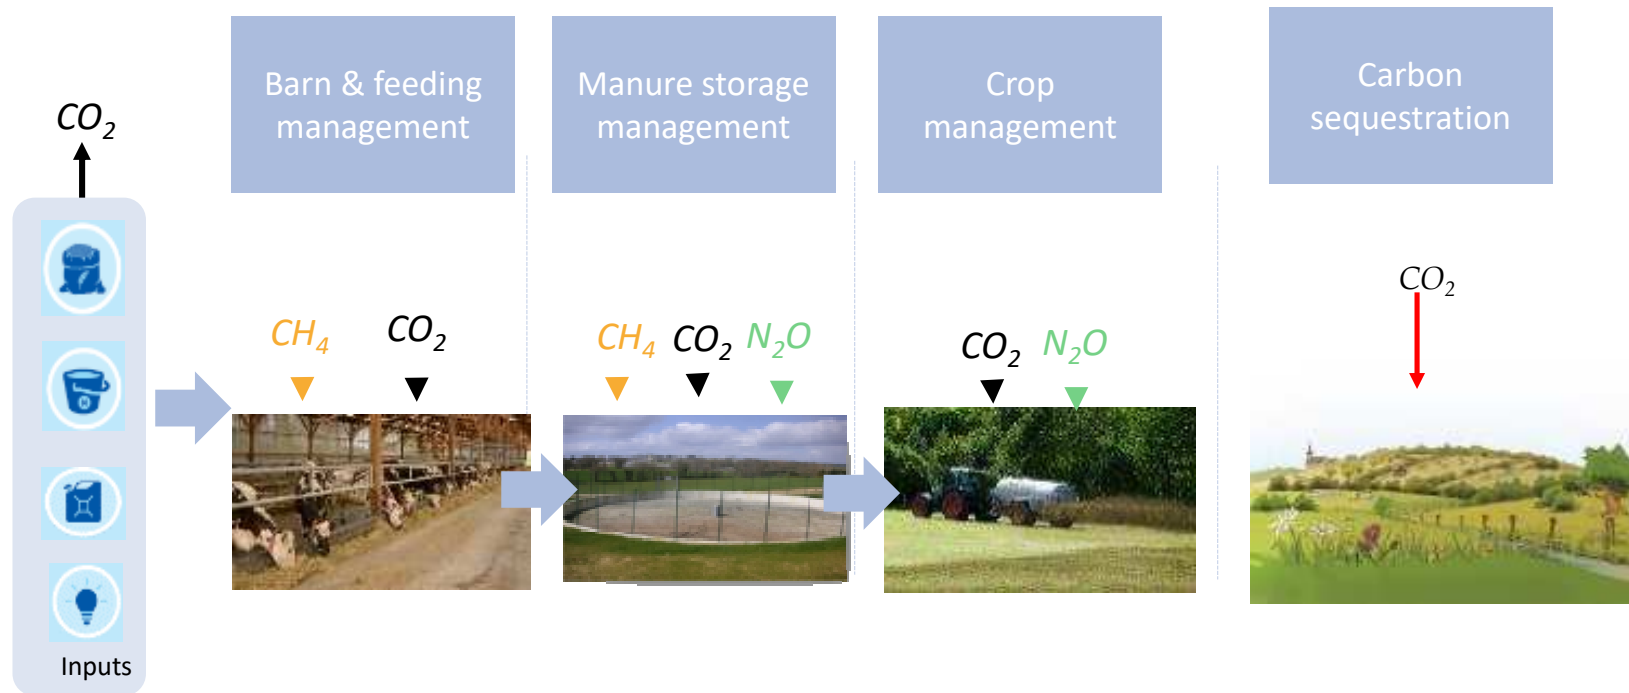 Barn & feeding
management
Manure storage
management
Crop
management
Carbon
sequestration
CO₂
CH₄
CO₂
CH₄
CO₂
N₂O
CO₂
N₂O
CO₂
Inputs